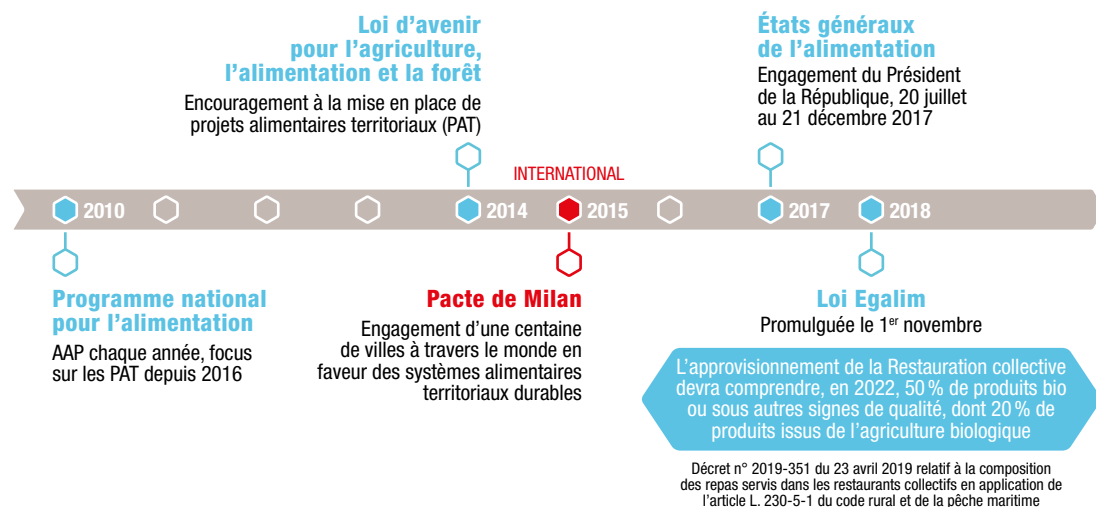 Loi d'avenir
pour l'agriculture,
l'alimentation et la forêt
Encouragement à la mise en place de
projets alimentaires territoriaux (PAT)
États généraux
de l'alimentation
Engagement du Président
de la République, 20 juillet
au 21 décembre 2017
INTERNATIONAL
2010
2014
2015
2017
2018
Programme national
pour l'alimentation
AAP chaque année, focus
sur les PAT depuis 2016
Pacte de Milan
Engagement d'une centaine
de villes à travers le monde en
faveur des systèmes alimentaires
territoriaux durables
Loi Egalim
Promulguée le 1er novembre
L'approvisionnement de la Restauration collective
devra comprendre, en 2022, 50 % de produits bio
ou sous autres signes de qualité, dont 20 % de
produits issus de l'agriculture biologique
Décret n° 2019-351 du 23 avril 2019 relatif à la composition
des repas servis dans les restaurants collectifs en application de
l'article L. 230-5-1 du code rural et de la pêche maritime